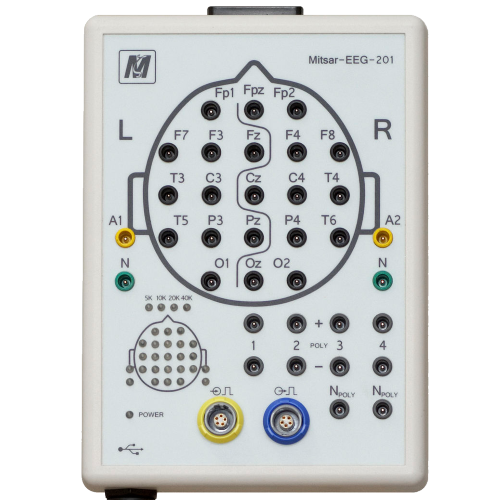 M
Mitsar-EEG-201
Fp1 Fpz Fp2
L R
F7 F3 Fz F4 F8
T3 C3 Cz C4 T4
A1 T5 P3 Pz P4 T6 A2
N O1 Oz O2 N
5K 10K 20K 40K
+
1 2 POLY 3 4
−
NPOLY NPOLY
POWER